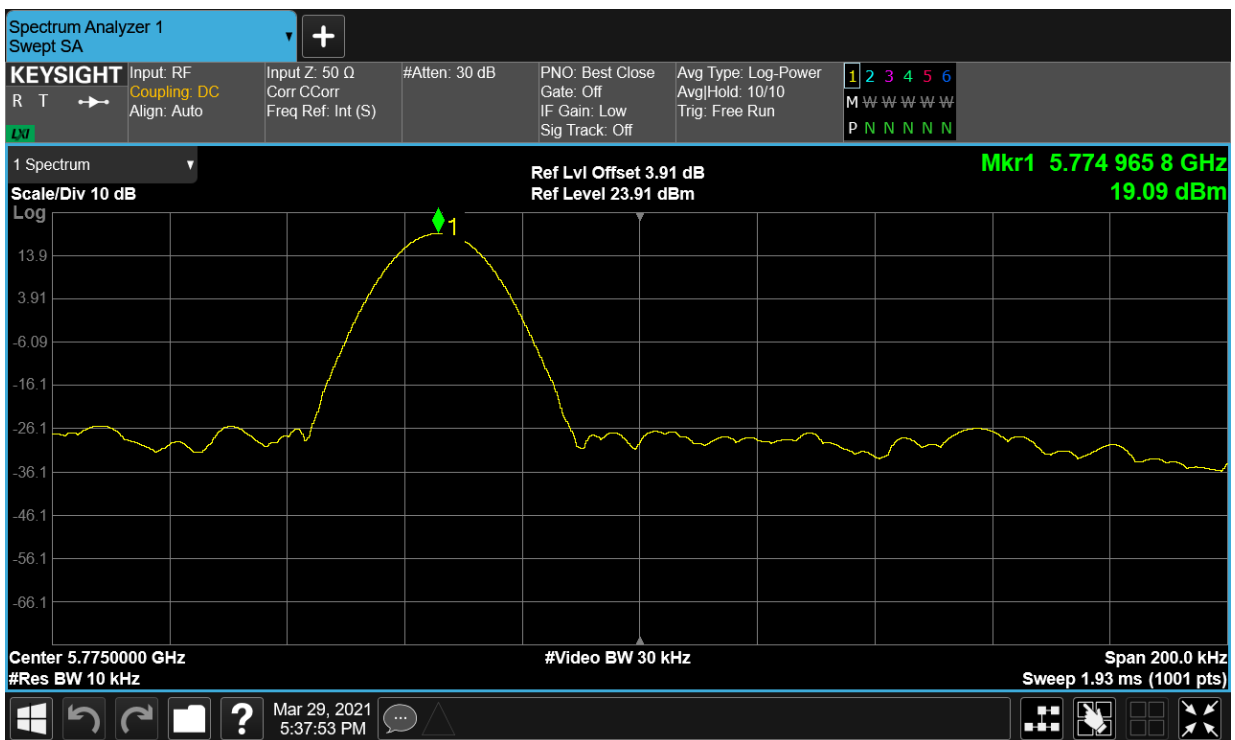 Spectrum Analyzer 1
Swept SA
KEYSIGHT
R T
LXI
Input: RF
Coupling: DC
Align: Auto
Input Z: 50 Ω
Corr CCorr
Freq Ref: Int (S)
#Atten: 30 dB
PNO: Best Close
Gate: Off
IF Gain: Low
Sig Track: Off
Avg Type: Log-Power
Avg|Hold: 10/10
Trig: Free Run
1 2 3 4 5 6
M W W W W W
P N N N N N
1 Spectrum
Scale/Div 10 dB
Log
Ref Lvl Offset 3.91 dB
Ref Level 23.91 dBm
Mkr1 5.774 965 8 GHz
19.09 dBm
1
13.9
3.91
-6.09
-16.1
-26.1
-36.1
-46.1
-56.1
-66.1
Center 5.7750000 GHz
#Res BW 10 kHz
#Video BW 30 kHz
Span 200.0 kHz
Sweep 1.93 ms (1001 pts)
?
Mar 29, 2021
5:37:53 PM